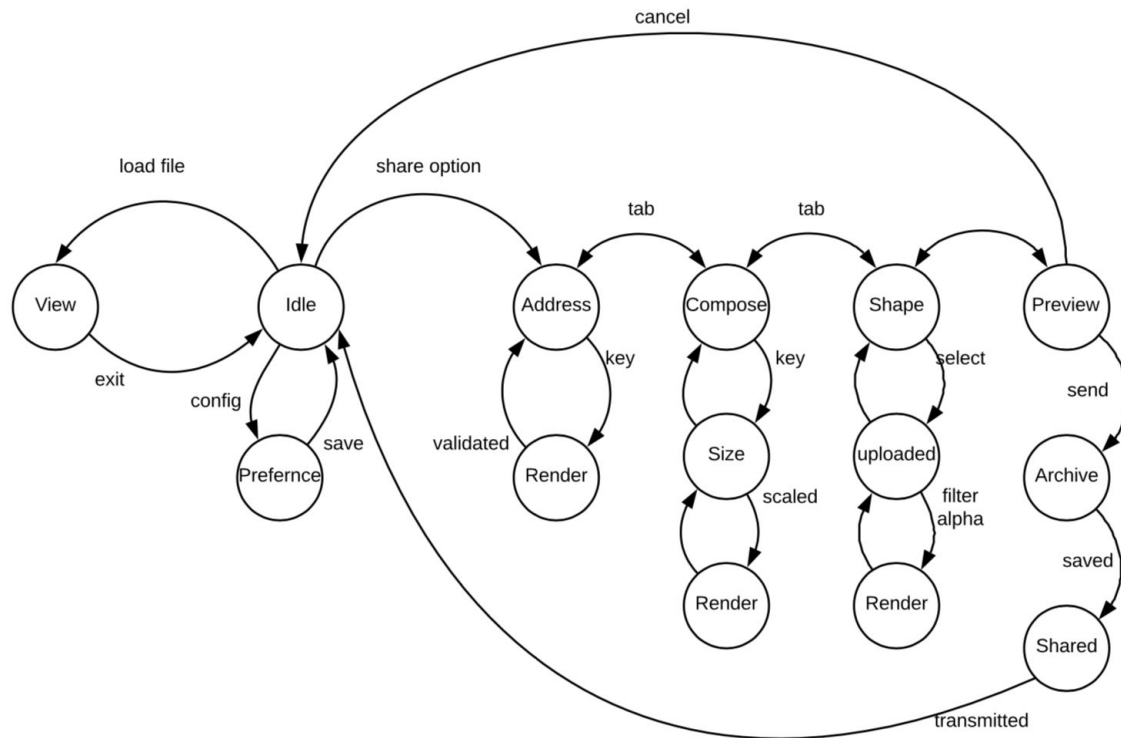 cancel
load file
share option
tab
tab
View
Idle
Address
Compose
Shape
Preview
exit
config
save
key
key
select
send
Prefernce
validated
Render
Size
scaled
uploaded
filter
alpha
Archive
saved
Render
Render
Shared
transmitted